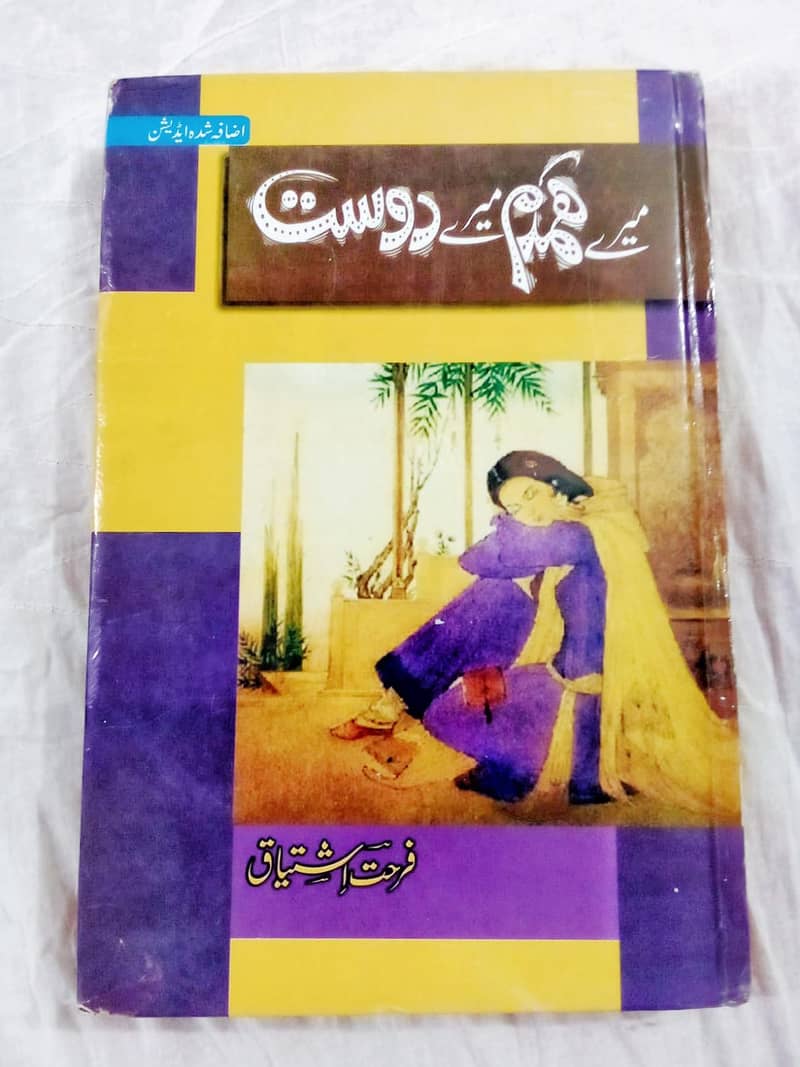 اضافہ شدہ ایڈیشن
میرے ہمدم میرے دوست
فرحت اشتیاق